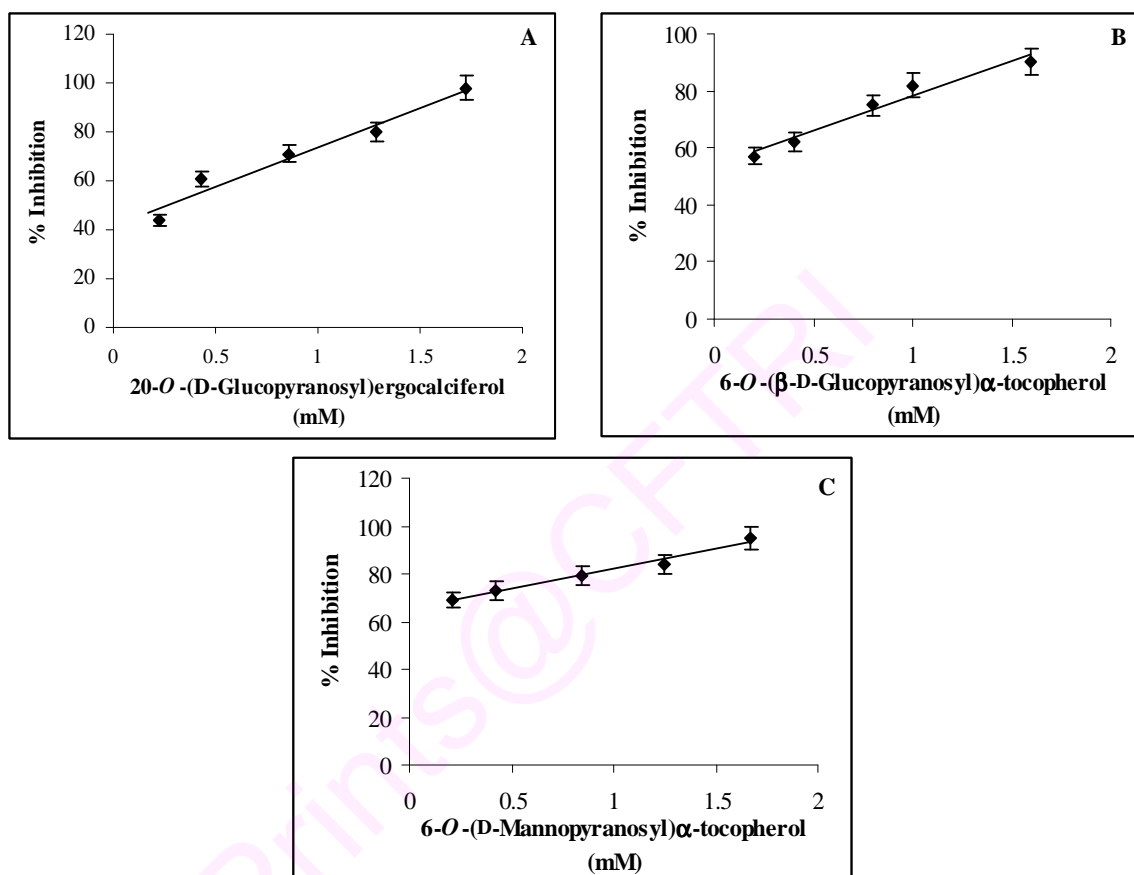 A
120
100
80
60
40
20
0
% Inhibition
0 0.5 1 1.5 2
20-O-(D-Glucopyranosyl)ergocalciferol
(mM)
B
100
80
60
40
20
0
% Inhibition
0 0.5 1 1.5 2
6-O-(β-D-Glucopyranosyl)α-tocopherol
(mM)
C
120
100
80
60
40
20
0
% Inhibition
0 0.5 1 1.5 2
6-O-(D-Mannopyranosyl)α-tocopherol
(mM)
Prints@CFTRI